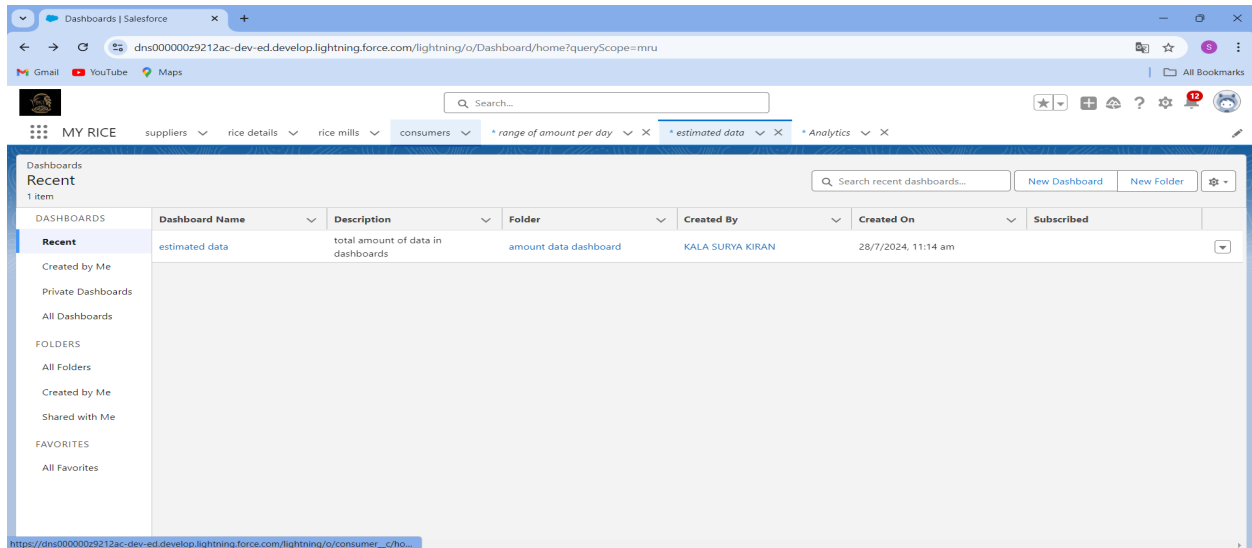 Dashboards | Salesforce
dns000000z9212ac-dev-ed.develop.lightning.force.com/lightning/o/Dashboard/home?queryScope=mru
S
Gmail YouTube Maps All Bookmarks
Search...
12
MY RICE suppliers rice details rice mills consumers * range of amount per day * estimated data * Analytics
Dashboards
Recent
1 item
Search recent dashboards...
New Dashboard
New Folder
DASHBOARDS
Recent
Created by Me
Private Dashboards
All Dashboards
FOLDERS
All Folders
Created by Me
Shared with Me
FAVORITES
All Favorites
Dashboard Name Description Folder Created By Created On Subscribed
estimated data total amount of data in amount data dashboard KALA SURYA KIRAN 28/7/2024, 11:14 am
dashboards
https://dns000000z9212ac-dev-ed.develop.lightning.force.com/lightning/o/consumer__c/ho...